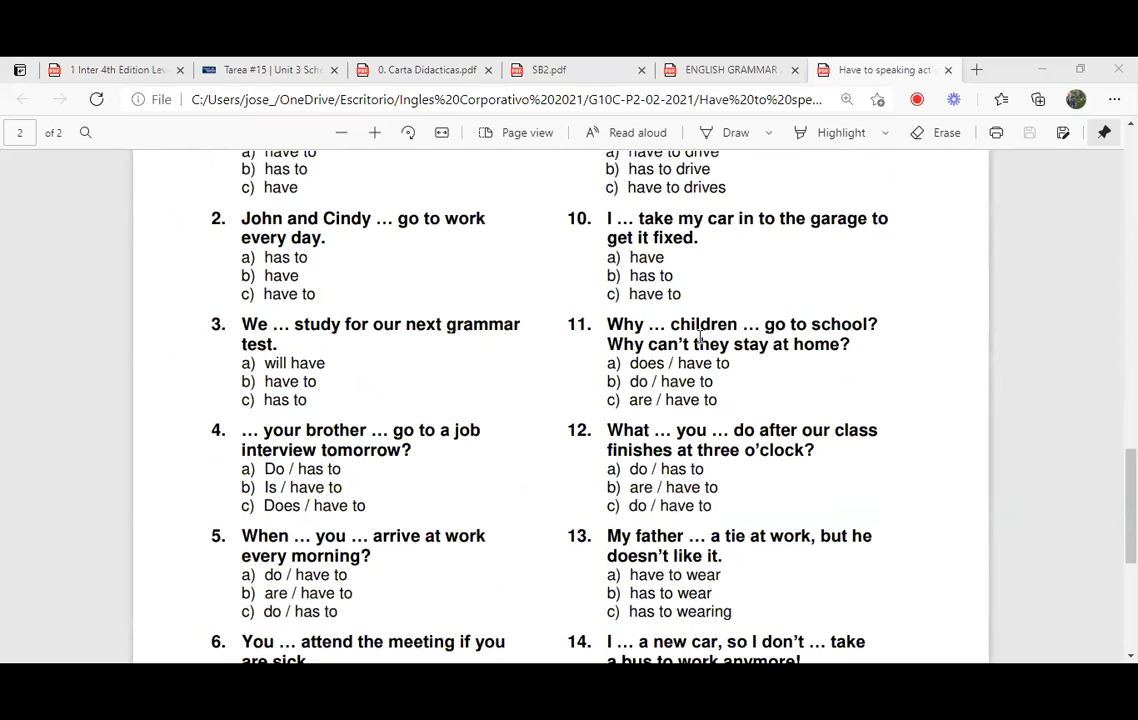 1 Inter 4th Edition Lev
Tarea #15 | Unit 3 Sch
0. Carta Didacticas.pdf
SB2.pdf
ENGLISH GRAMMAR
Have to speaking act
File
C:/Users/jose_/OneDrive/Escritorio/Ingles%20Corporativo%202021/G10C-P2-02-2021/Have%20to%20spe...
2 of 2
Page view
Read aloud
Draw
Highlight
Erase
a) have to
b) has to
c) have
2. John and Cindy … go to work
every day.
a) has to
b) have
c) have to
3. We … study for our next grammar
test.
a) will have
b) have to
c) has to
4. … your brother … go to a job
interview tomorrow?
a) Do / has to
b) Is / have to
c) Does / have to
5. When … you … arrive at work
every morning?
a) do / have to
b) are / have to
c) do / has to
6. You … attend the meeting if you
are sick.
a) have to drive
b) has to drive
c) have to drives
10. I … take my car in to the garage to
get it fixed.
a) have
b) has to
c) have to
11. Why … children … go to school?
Why can't they stay at home?
a) does / have to
b) do / have to
c) are / have to
12. What … you … do after our class
finishes at three o'clock?
a) do / has to
b) are / have to
c) do / have to
13. My father … a tie at work, but he
doesn't like it.
a) have to wear
b) has to wear
c) has to wearing
14. I … a new car, so I don't … take
a bus to work anymore!